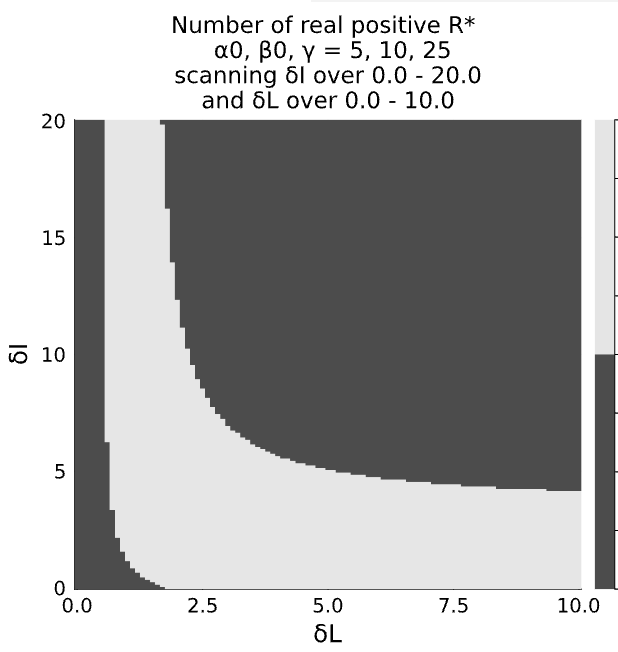 Number of real positive R*
α0, β0, γ = 5, 10, 25
scanning δI over 0.0 - 20.0
and δL over 0.0 - 10.0
20
15
10
5
0
δI
0.0 2.5 5.0 7.5 10.0
δL